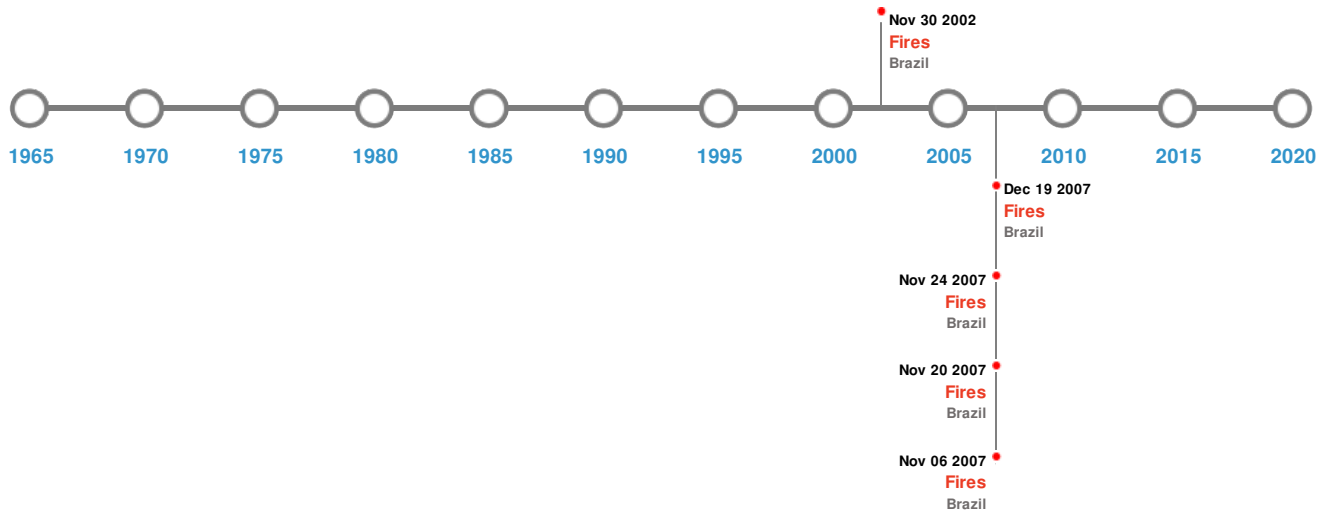 Nov 30 2002
Fires
Brazil
1965 1970 1975 1980 1985 1990 1995 2000 2005 2010 2015 2020
Dec 19 2007
Fires
Brazil
Nov 24 2007
Fires
Brazil
Nov 20 2007
Fires
Brazil
Nov 06 2007
Fires
Brazil